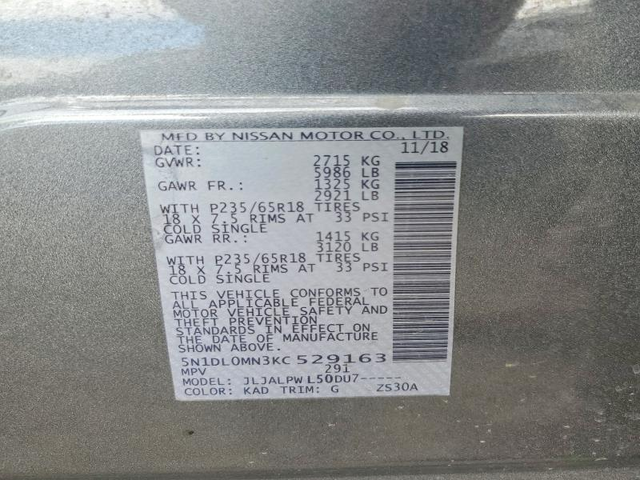 MFD BY NISSAN MOTOR CO., LTD.
DATE: 11/18
GVWR: 2715 KG
5986 LB
GAWR FR.: 1325 KG
2921 LB
WITH P235/65R18 TIRES
18 X 7.5 RIMS AT 33 PSI
COLD SINGLE
GAWR RR.: 1415 KG
3120 LB
WITH P235/65R18 TIRES
18 X 7.5 RIMS AT 33 PSI
COLD SINGLE
THIS VEHICLE CONFORMS TO
ALL APPLICABLE FEDERAL
MOTOR VEHICLE SAFETY AND
THEFT PREVENTION
STANDARDS IN EFFECT ON
THE DATE OF MANUFACTURE
SHOWN ABOVE.
5N1DL0MN3KC529163
MPV 291
MODEL: JLJALPWL50DU7-----
COLOR: KAD TRIM: G ZS30A